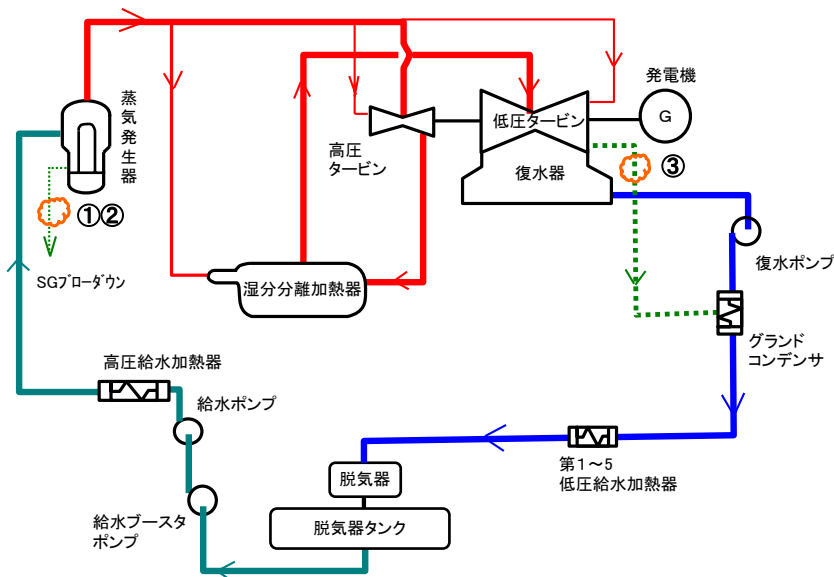 蒸気発生器
①②
SGブローダウン
高圧
タービン
低圧タービン
復水器
発電機
G
③
復水ポンプ
グランド
コンデンサ
湿分分離加熱器
高圧給水加熱器
給水ポンプ
給水ブースタ
ポンプ
脱気器
脱気器タンク
第1～5
低圧給水加熱器